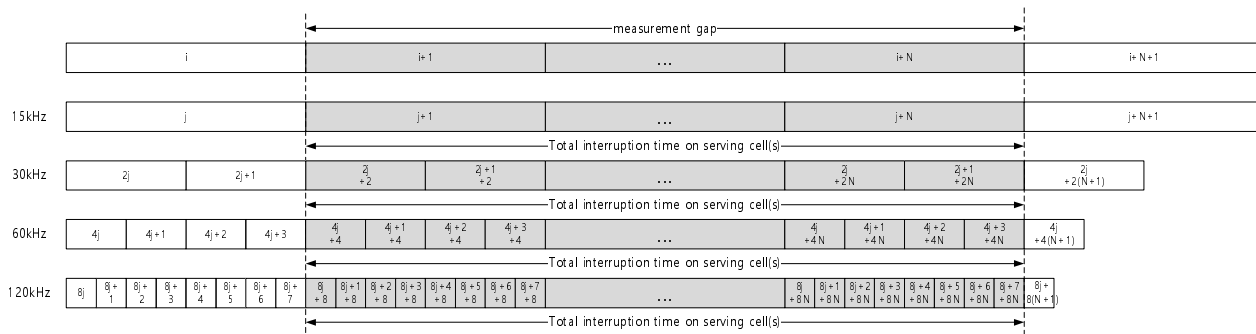 measurement gap
i i+1 ... i+N i+N+1
15kHz j j+1 ... j+N j+N+1
Total interruption time on serving cell(s)
30kHz 2j 2j+1 2j +2 2j+1 +2 ... 2j +2N 2j+1 +2N 2j +2(N+1)
Total interruption time on serving cell(s)
60kHz 4j 4j+1 4j+2 4j+3 4j +4 4j+1 +4 4j+2 +4 4j+3 +4 ... 4j +4N 4j+1 +4N 4j+2 +4N 4j+3 +4N 4j +4(N+1)
Total interruption time on serving cell(s)
120kHz 8j 8j+ 1 8j+ 2 8j+ 3 8j+ 4 8j+ 5 8j+ 6 8j+ 7 8j +8 8j+1 +8 8j+2 +8 8j+3 +8 8j+4 +8 8j+5 +8 8j+6 +8 8j+7 +8 ... 8j +8N 8j+1 +8N 8j+2 +8N 8j+3 +8N 8j+4 +8N 8j+5 +8N 8j+6 +8N 8j+7 +8N 8j+ 8(N+1)
Total interruption time on serving cell(s)